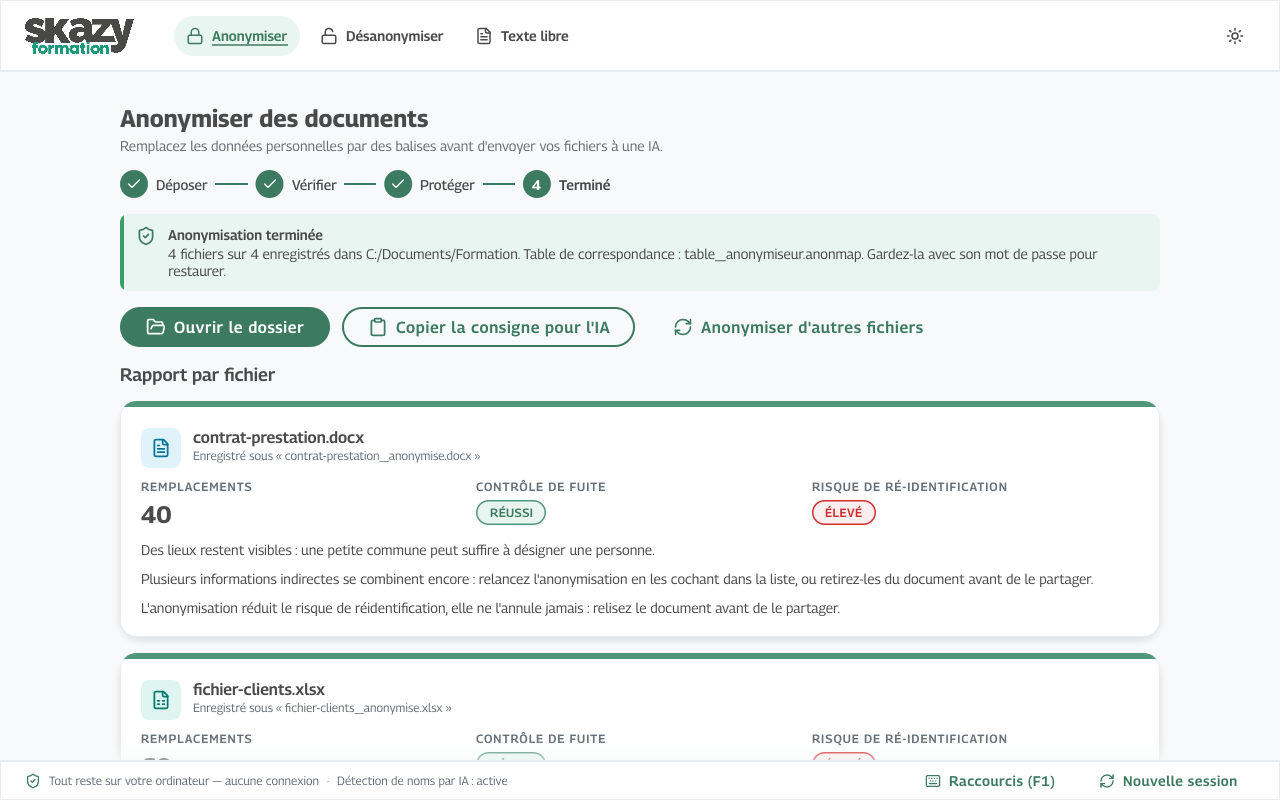 skazy
formation
Anonymiser
Désanonymiser
Texte libre
Anonymiser des documents
Remplacez les données personnelles par des balises avant d'envoyer vos fichiers à une IA.
Déposer
Vérifier
Protéger
4 Terminé
Anonymisation terminée
4 fichiers sur 4 enregistrés dans C:/Documents/Formation. Table de correspondance : table_anonymiseur.anonmap. Gardez-la avec son mot de passe pour
restaurer.
Ouvrir le dossier
Copier la consigne pour l'IA
Anonymiser d'autres fichiers
Rapport par fichier
contrat-prestation.docx
Enregistré sous « contrat-prestation_anonymise.docx »
REMPLACEMENTS
40
CONTRÔLE DE FUITE
RÉUSSI
RISQUE DE RÉ-IDENTIFICATION
ÉLEVÉ
Des lieux restent visibles : une petite commune peut suffire à désigner une personne.
Plusieurs informations indirectes se combinent encore : relancez l'anonymisation en les cochant dans la liste, ou retirez-les du document avant de le partager.
L'anonymisation réduit le risque de réidentification, elle ne l'annule jamais : relisez le document avant de le partager.
fichier-clients.xlsx
Enregistré sous « fichier-clients_anonymise.xlsx »
REMPLACEMENTS
CONTRÔLE DE FUITE
RISQUE DE RÉ-IDENTIFICATION
Tout reste sur votre ordinateur — aucune connexion · Détection de noms par IA : active
Raccourcis (F1)
Nouvelle session